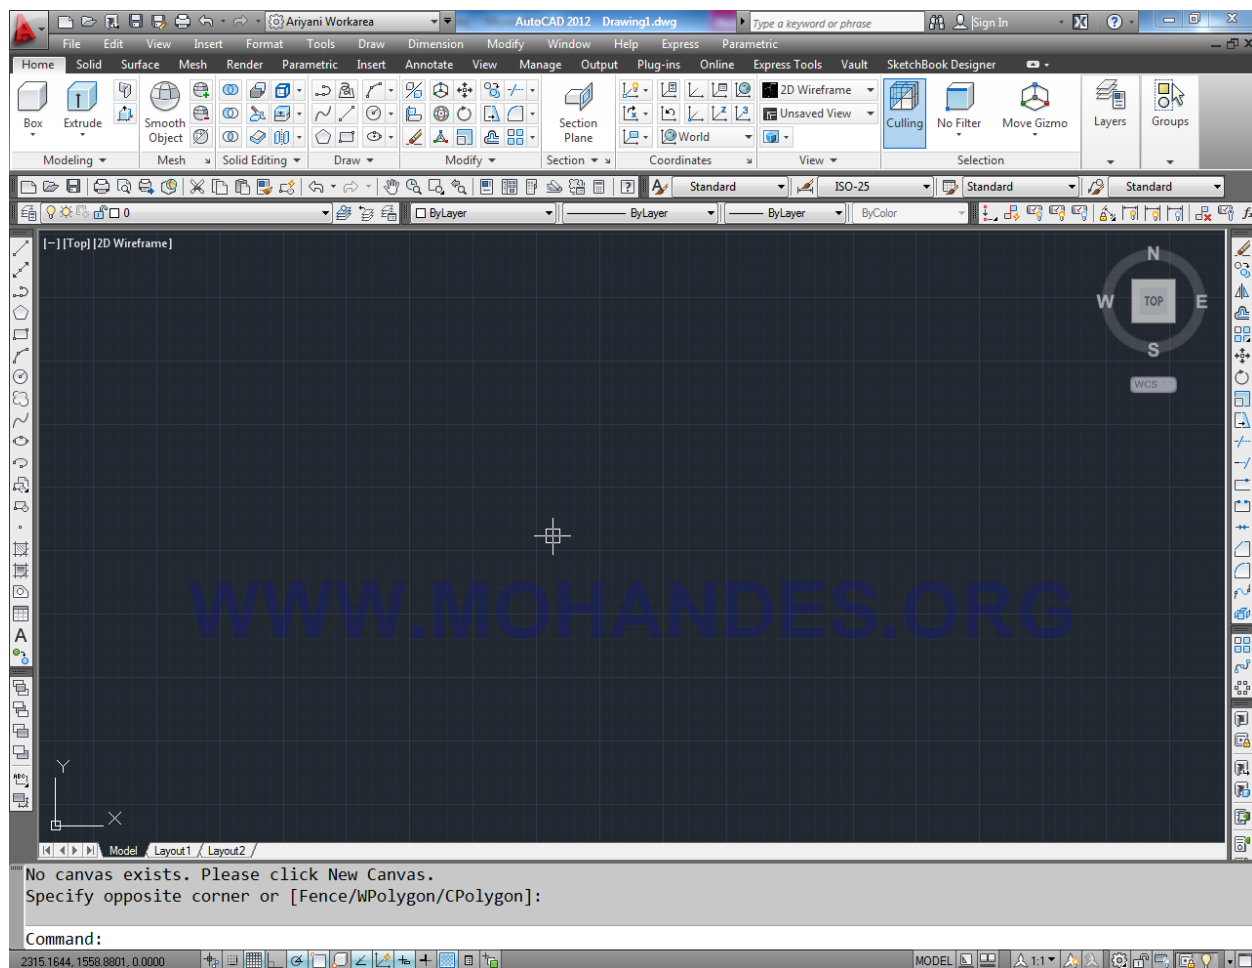 Ariyani Workarea
AutoCAD 2012 Drawing1.dwg
Type a keyword or phrase
Sign In
File Edit View Insert Format Tools Draw Dimension Modify Window Help Express Parametric
Home Solid Surface Mesh Render Parametric Insert Annotate View Manage Output Plug-ins Online Express Tools Vault SketchBook Designer
2D Wireframe
Unsaved View
World
Box Extrude Smooth Object Section Plane Culling No Filter Move Gizmo Layers Groups
Modeling Mesh Solid Editing Draw Modify Section Coordinates View Selection
Standard ISO-25 Standard Standard
0 ByLayer ByLayer ByLayer ByColor
[−] [Top] [2D Wireframe]
N
W TOP E
S
WCS
WWW.MOHANDES.ORG
A
Y
X
Model Layout1 Layout2
No canvas exists. Please click New Canvas.
Specify opposite corner or [Fence/WPolygon/CPolygon]:
Command:
2315.1644, 1558.8801, 0.0000 MODEL 1:1